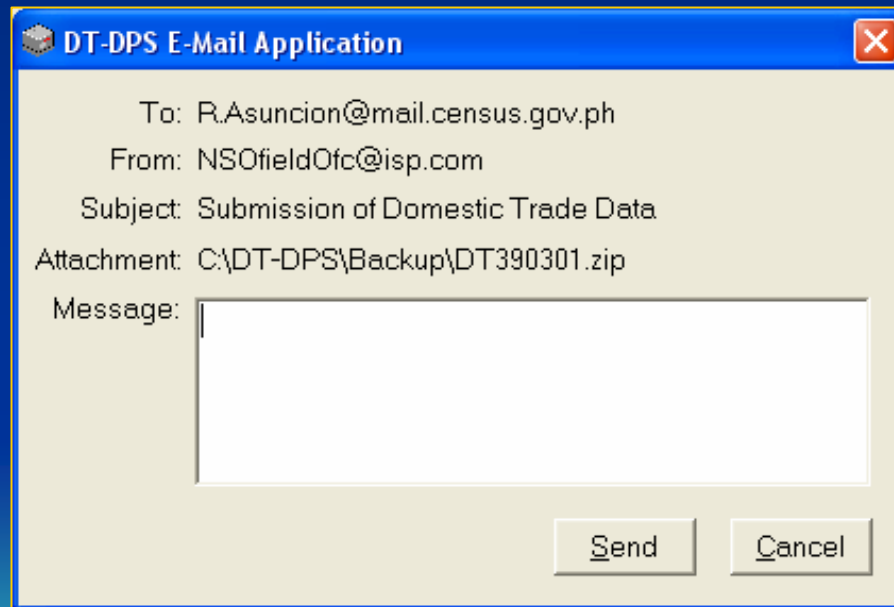 DT-DPS E-Mail Application
To: R.Asuncion@mail.census.gov.ph
From: NSOfieldOfc@isp.com
Subject: Submission of Domestic Trade Data
Attachment: C:\DT-DPS\Backup\DT390301.zip
Message:
Send Cancel